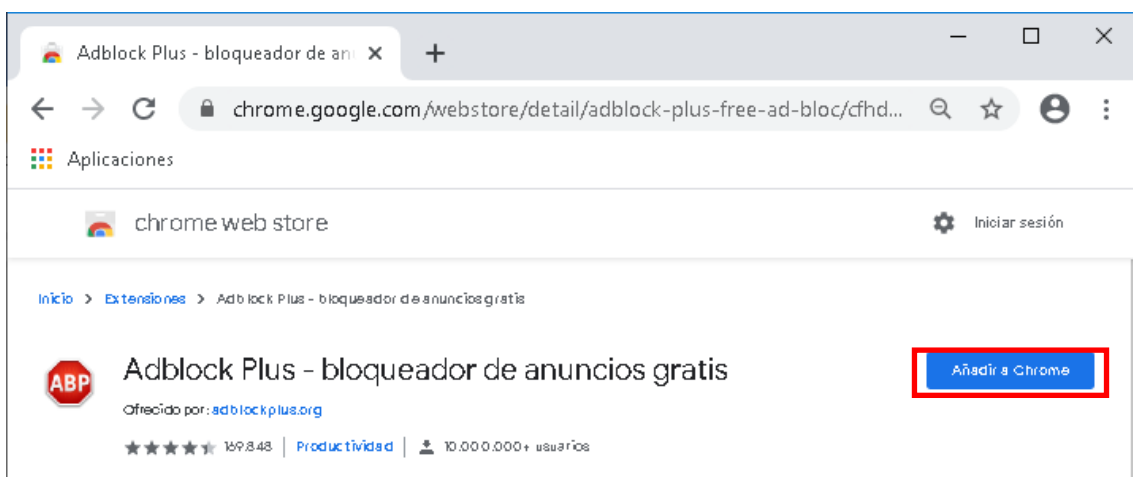 Adblock Plus - bloqueador de an
chrome.google.com/webstore/detail/adblock-plus-free-ad-bloc/cfhd...
Aplicaciones
chrome web store
Iniciar sesión
Inicio > Extensiones > Adblock Plus - bloqueador de anuncios gratis
ABP
Adblock Plus - bloqueador de anuncios gratis
Añadir a Chrome
Ofrecido por: adblockplus.org
169.848 | Productividad | 10.000.000+ usuarios